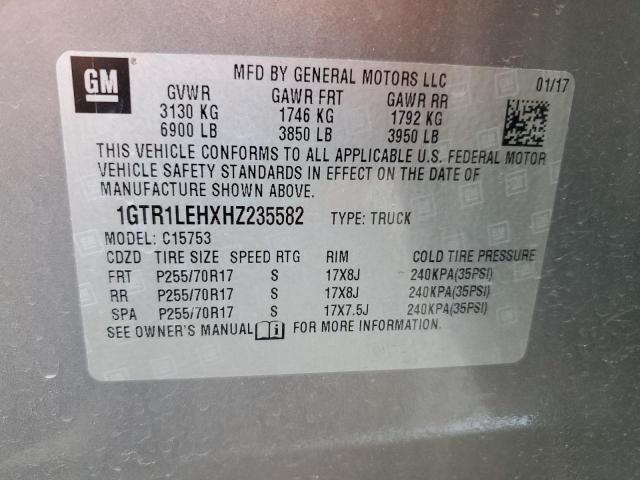 GM
MFD BY GENERAL MOTORS LLC 01/17
GVWR GAWR FRT GAWR RR
3130 KG 1746 KG 1792 KG
6900 LB 3850 LB 3950 LB
THIS VEHICLE CONFORMS TO ALL APPLICABLE U.S. FEDERAL MOTOR
VEHICLE SAFETY STANDARDS IN EFFECT ON THE DATE OF
MANUFACTURE SHOWN ABOVE.
1GTR1LEHXHZ235582 TYPE: TRUCK
MODEL: C15753
CDZD TIRE SIZE SPEED RTG RIM COLD TIRE PRESSURE
FRT P255/70R17 S 17X8J 240KPA(35PSI)
RR P255/70R17 S 17X8J 240KPA(35PSI)
SPA P255/70R17 S 17X7.5J 240KPA(35PSI)
SEE OWNER'S MANUAL FOR MORE INFORMATION.